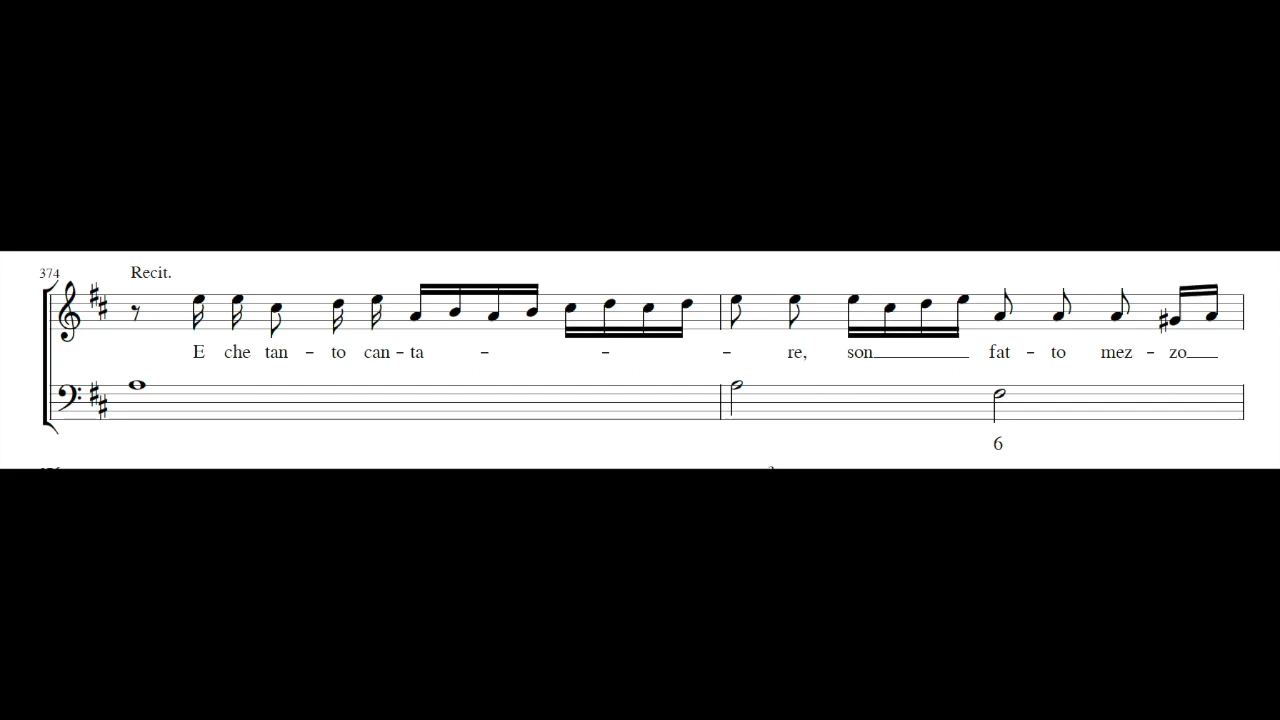 374 Recit.
E che tan - to can - ta - - - re, son fat - to mez - zo
6